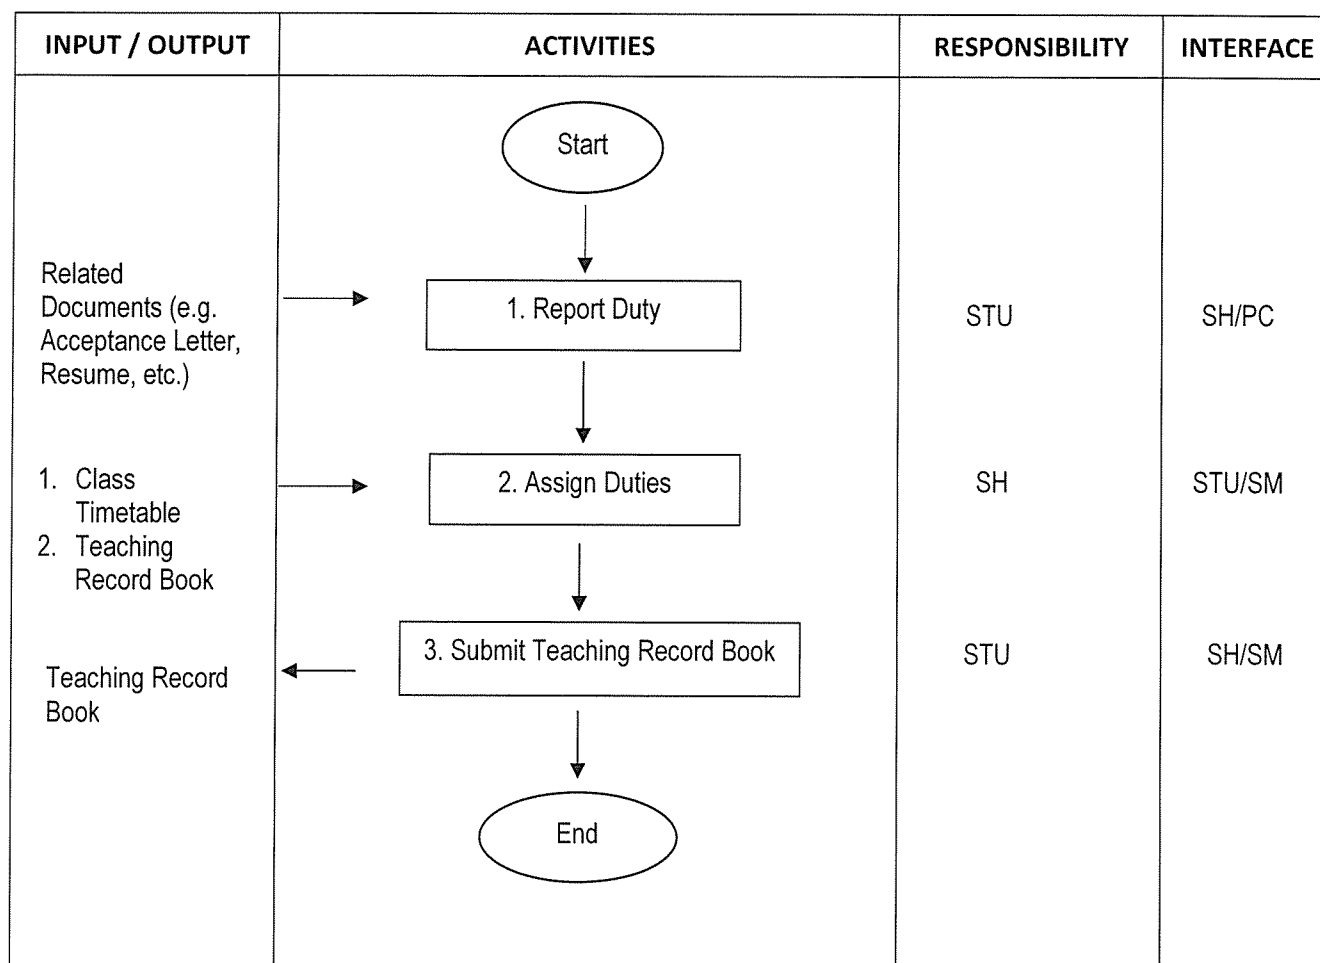 INPUT / OUTPUT ACTIVITIES RESPONSIBILITY INTERFACE
Start
Related
Documents (e.g.
Acceptance Letter,
Resume, etc.)
1. Report Duty
STU
SH/PC
1. Class
Timetable
2. Teaching
Record Book
2. Assign Duties
SH
STU/SM
Teaching Record
Book
3. Submit Teaching Record Book
STU
SH/SM
End